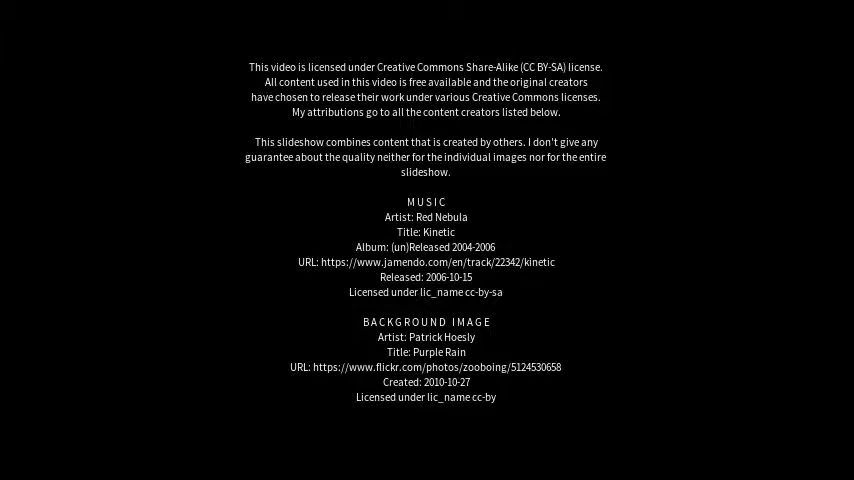 This video is licensed under Creative Commons Share-Alike (CC BY-SA) license.
All content used in this video is free available and the original creators
have chosen to release their work under various Creative Commons licenses.
My attributions go to all the content creators listed below.
This slideshow combines content that is created by others. I don't give any
guarantee about the quality neither for the individual images nor for the entire
slideshow.
MUSIC
Artist: Red Nebula
Title: Kinetic
Album: (un)Released 2004-2006
URL: https://www.jamendo.com/en/track/22342/kinetic
Released: 2006-10-15
Licensed under lic_name cc-by-sa
BACKGROUND IMAGE
Artist: Patrick Hoesly
Title: Purple Rain
URL: https://www.flickr.com/photos/zooboing/5124530658
Created: 2010-10-27
Licensed under lic_name cc-by